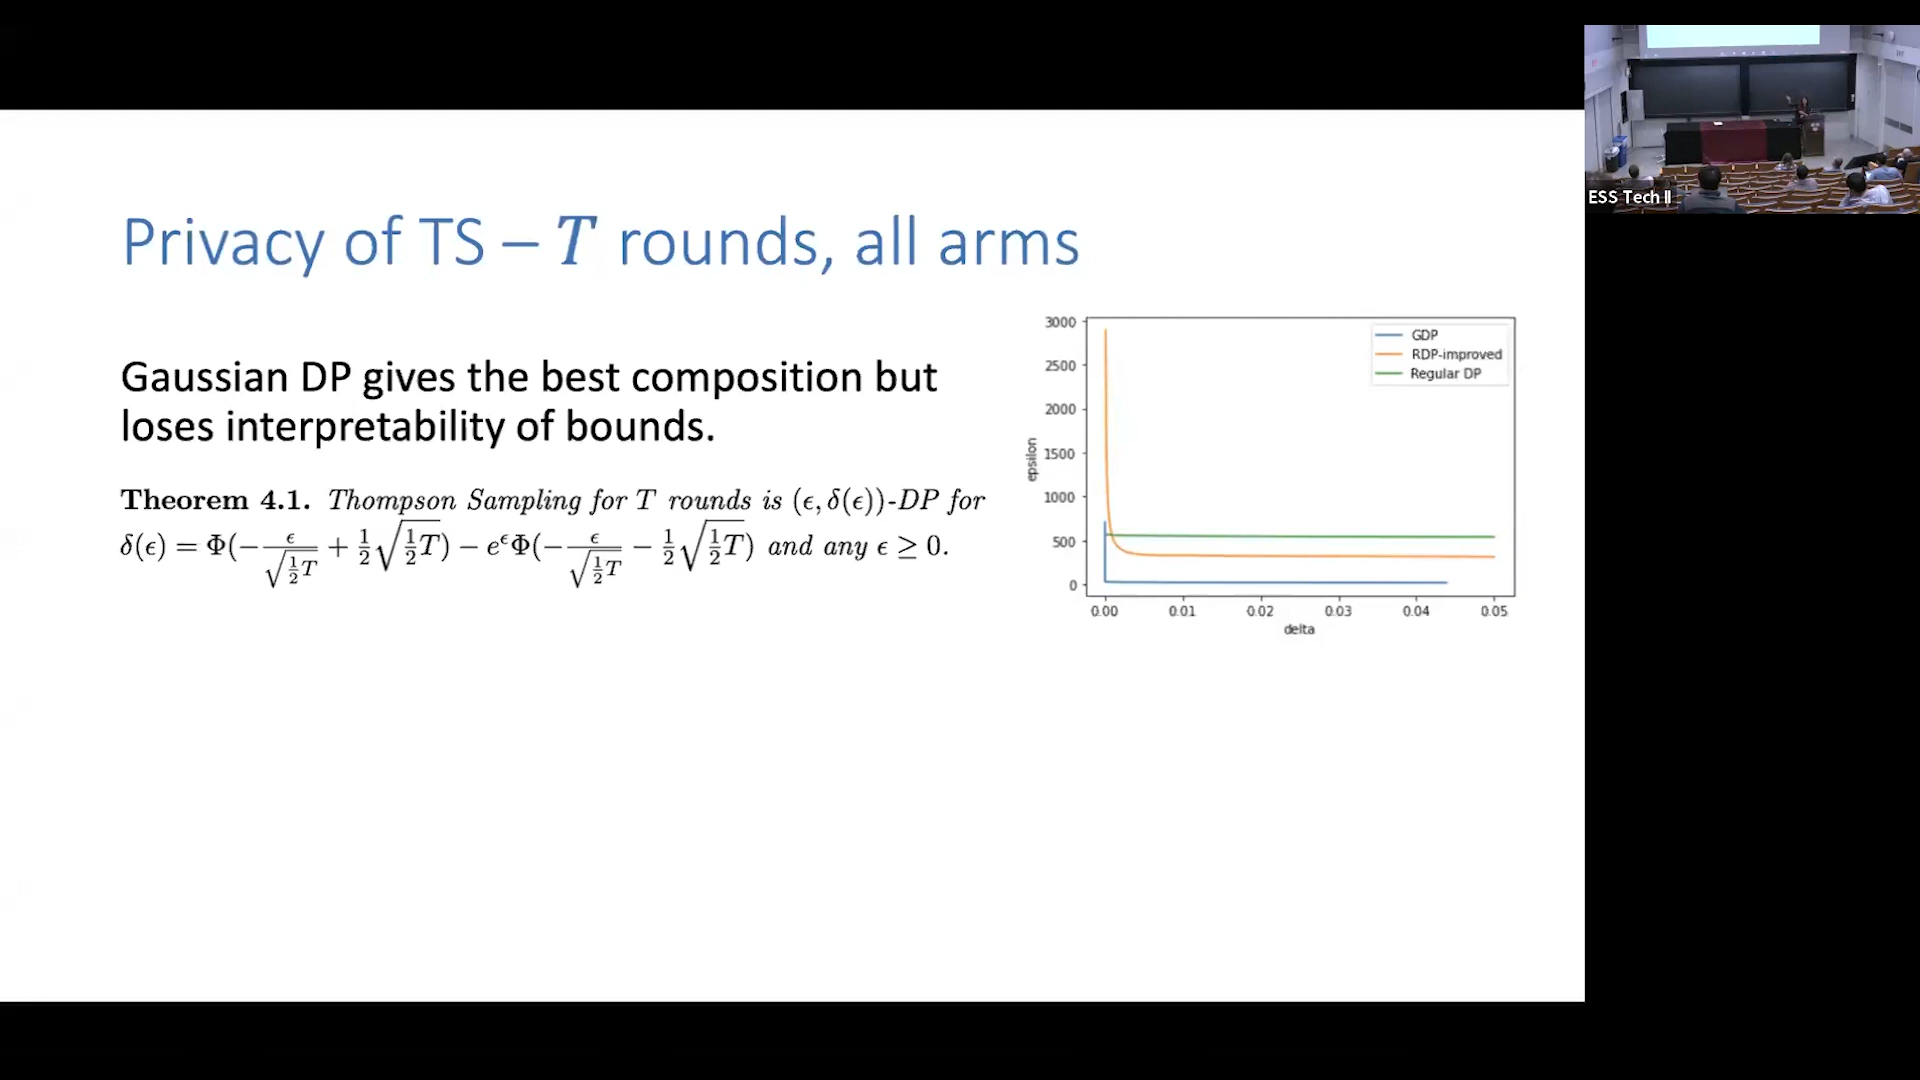 Privacy of TS – T rounds, all arms
Gaussian DP gives the best composition but
loses interpretability of bounds.
Theorem 4.1. Thompson Sampling for T rounds is (ϵ, δ(ϵ))-DP for
δ(ϵ) = Φ(−ϵ/√(½T) + ½√(½T)) − e^ϵΦ(−ϵ/√(½T) − ½√(½T)) and any ϵ ≥ 0.
3000
2500
2000
1500
1000
500
0
epsilon
GDP
RDP-improved
Regular DP
0.00 0.01 0.02 0.03 0.04 0.05
delta
ESS Tech II